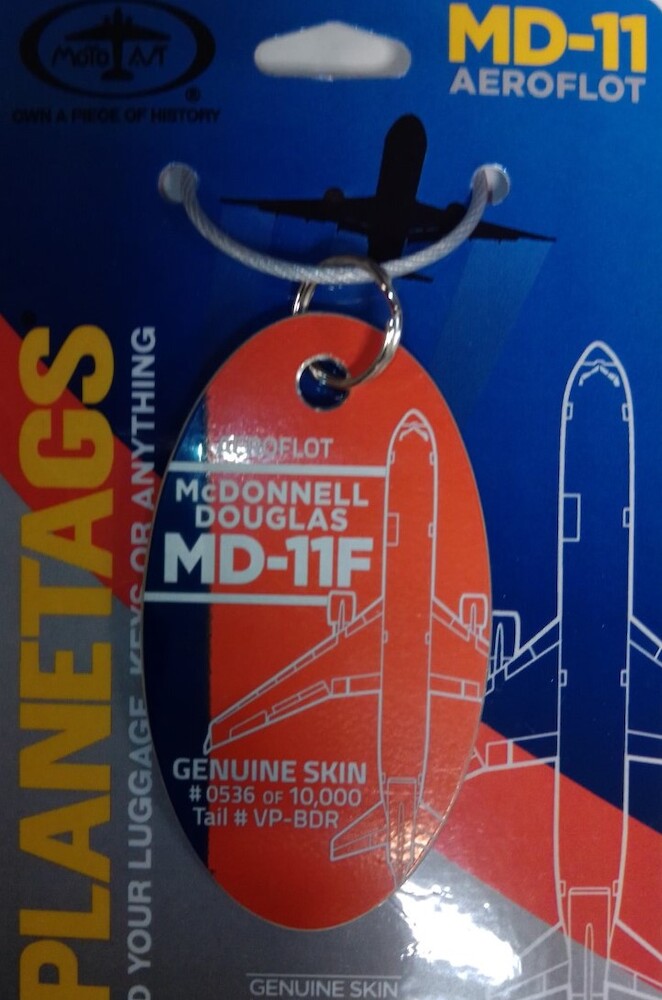 MotoArt
®
OWN A PIECE OF HISTORY
MD-11
AEROFLOT
PLANETAGS
YOUR LUGGAGE, KEYS OR ANYTHING
AEROFLOT
McDONNELL
DOUGLAS
MD-11F
GENUINE SKIN
# 0536 OF 10,000
Tail # VP-BDR
GENUINE SKIN